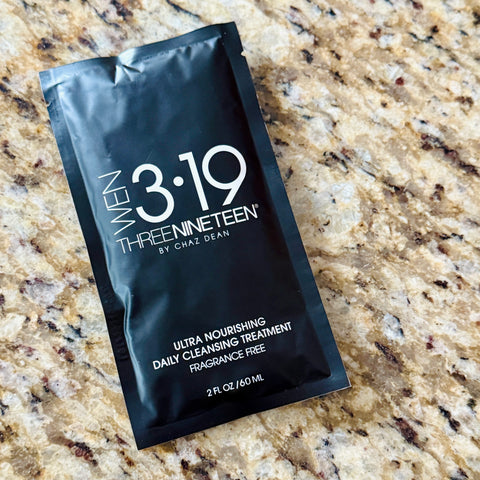 WEN
3·19
THREENINETEEN®
BY CHAZ DEAN
ULTRA NOURISHING
DAILY CLEANSING TREATMENT
FRAGRANCE FREE
2 FL OZ/60 ML